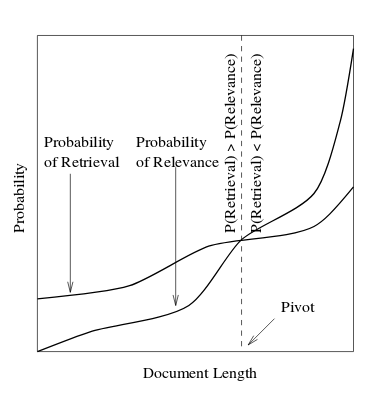 P(Retrieval) > P(Relevance)
P(Retrieval) < P(Relevance)
Probability
of Retrieval
Probability
of Relevance
Probability
Pivot
Document Length